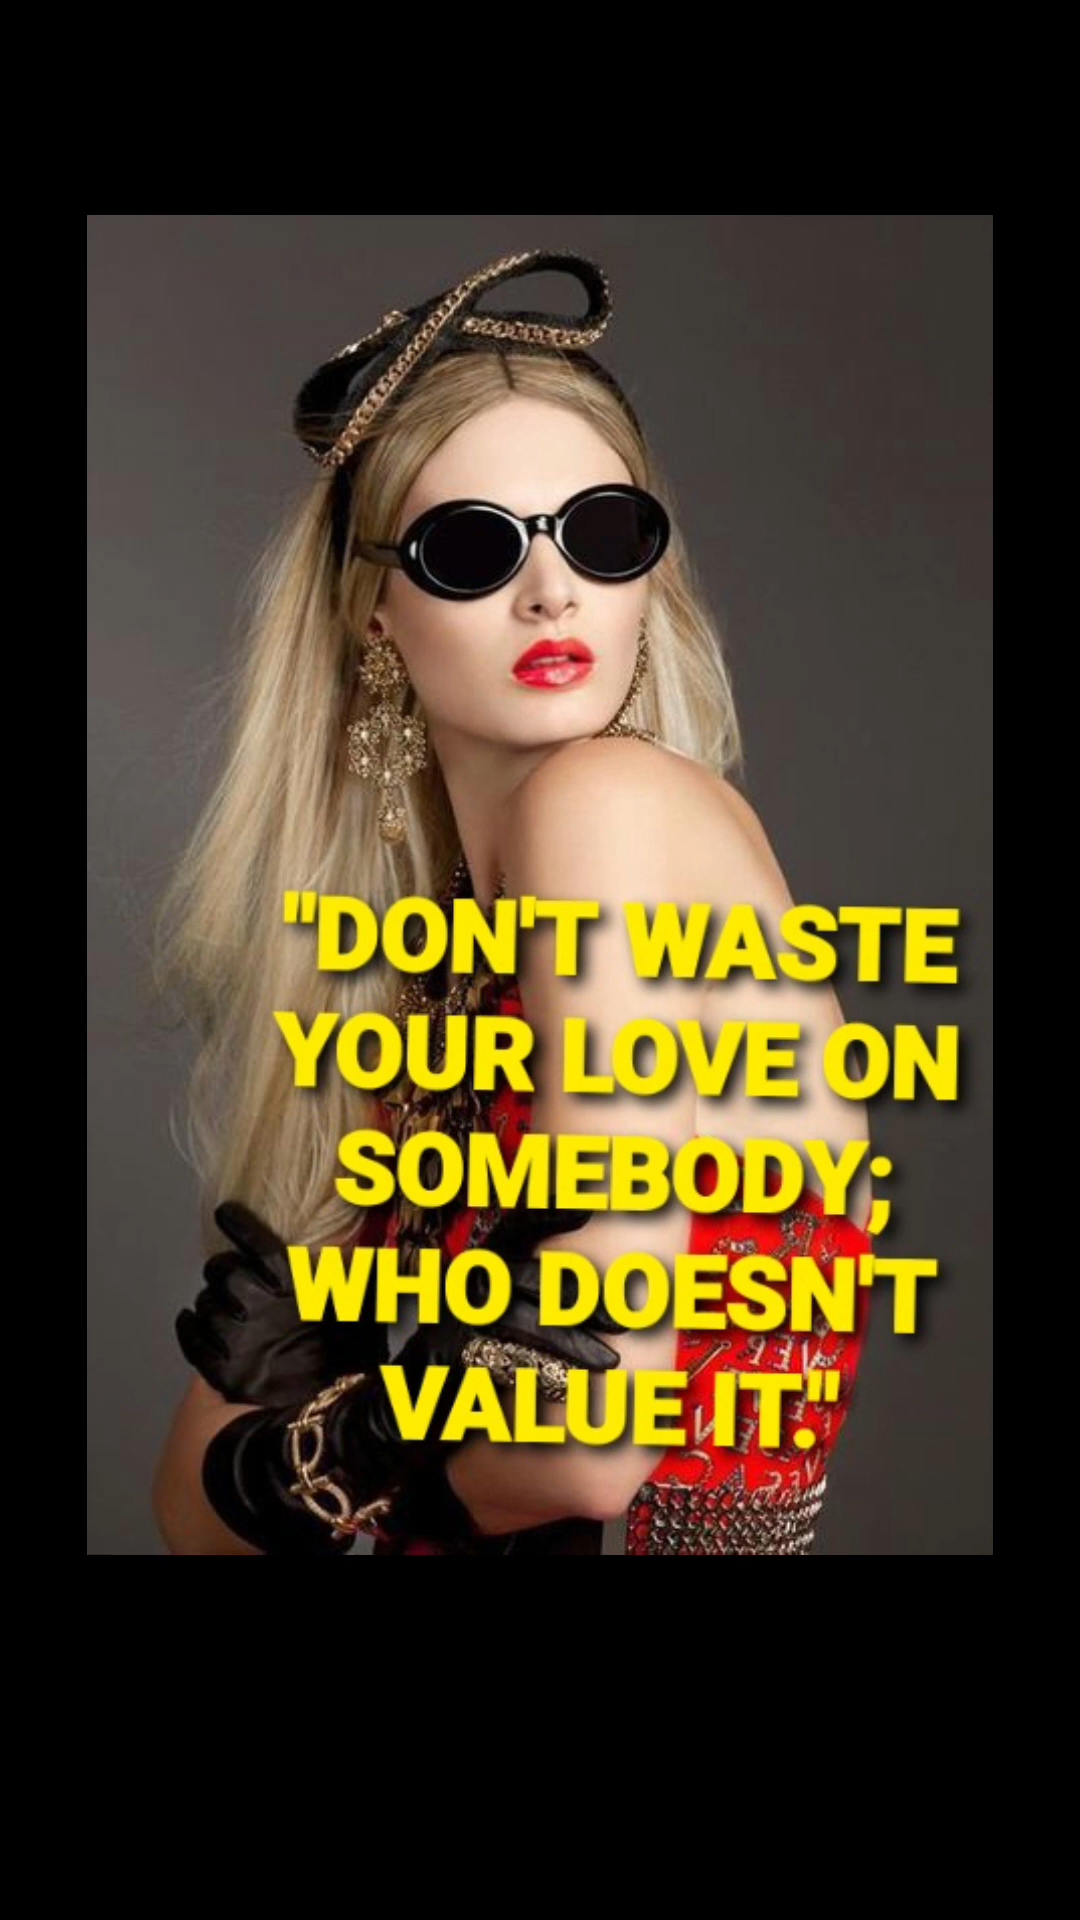 "DON'T WASTE
YOUR LOVE ON
SOMEBODY;
WHO DOESN'T
VALUE IT."